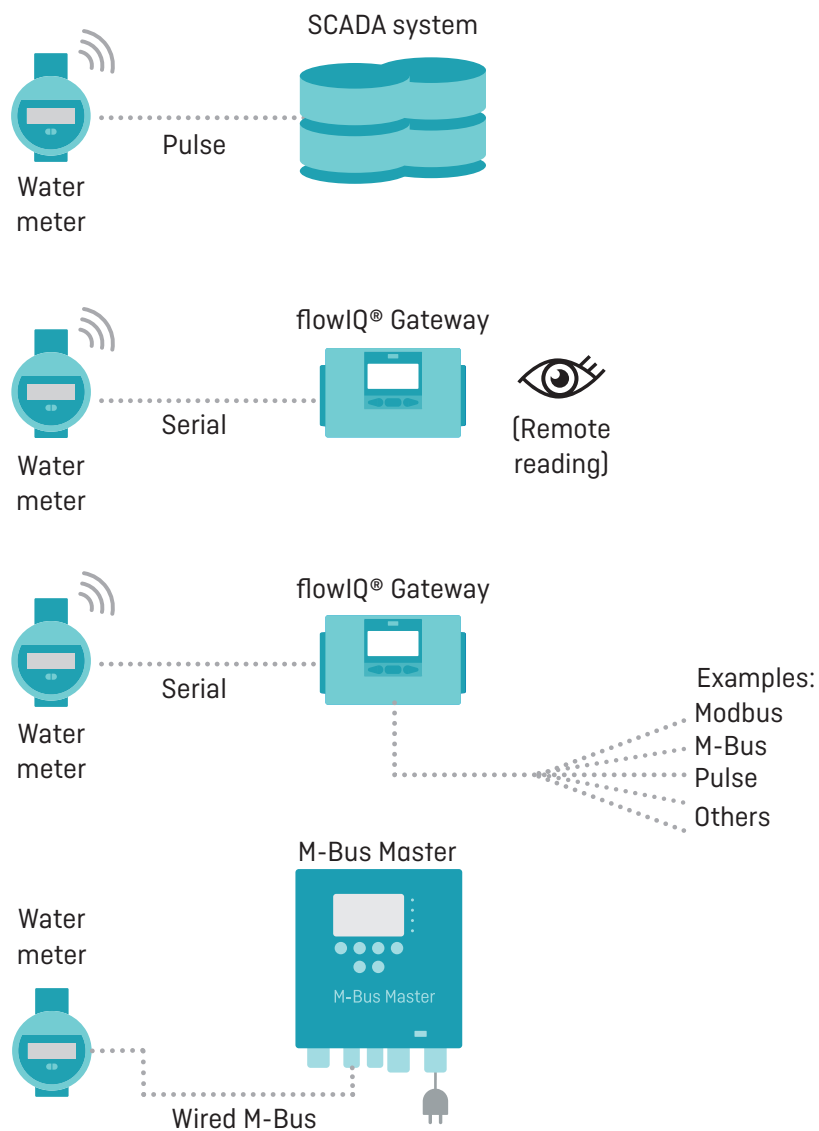 SCADA system
Pulse
Water
meter
flowIQ® Gateway
Serial
(Remote
reading)
Water
meter
flowIQ® Gateway
Serial
Water
meter
Examples:
Modbus
M-Bus
Pulse
Others
M-Bus Master
Water
meter
M-Bus Master
Wired M-Bus